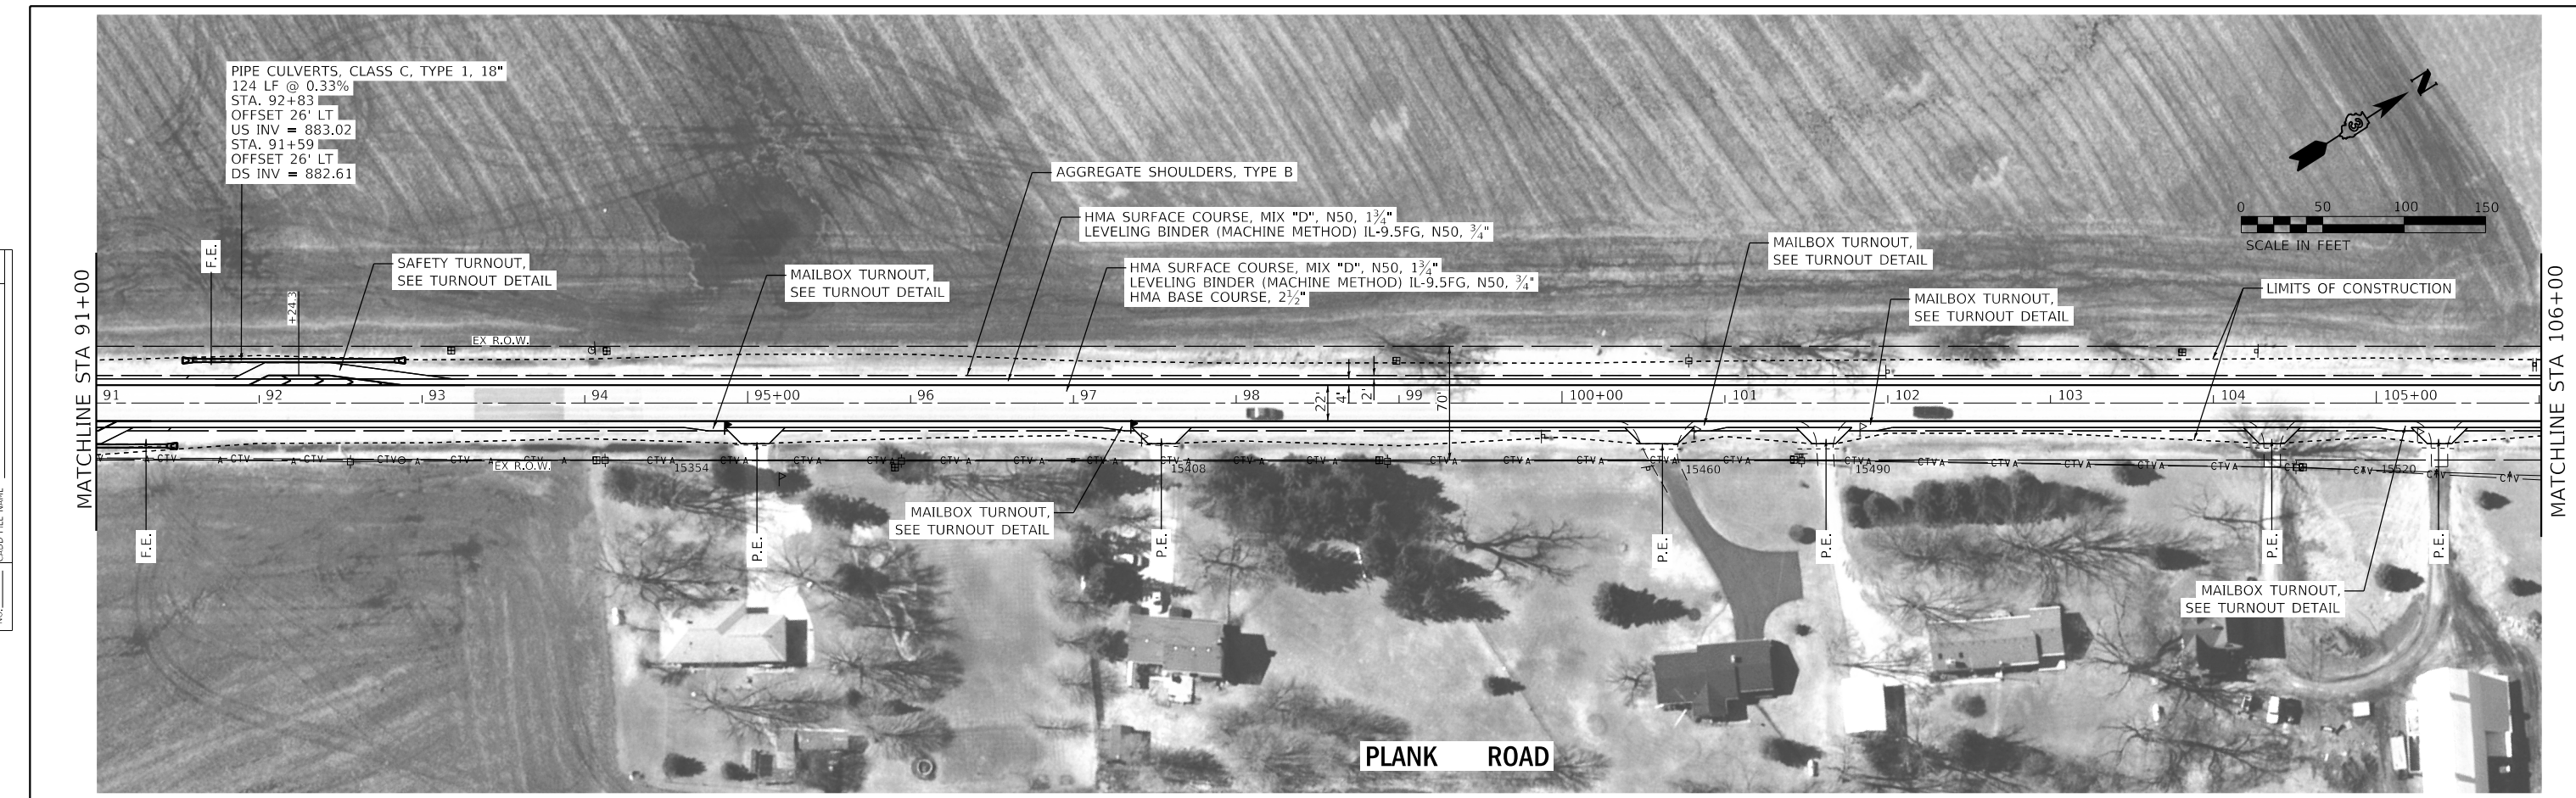 PIPE CULVERTS, CLASS C, TYPE 1, 18"
124 LF @ 0.33%
STA. 92+83
OFFSET 26' LT
US INV = 883.02
STA. 91+59
OFFSET 26' LT
DS INV = 882.61
N
AGGREGATE SHOULDERS, TYPE B
HMA SURFACE COURSE, MIX "D", N50, 1¾"
LEVELING BINDER (MACHINE METHOD) IL-9.5FG, N50, ¾"
0 50 100 150
SCALE IN FEET
F.E.
SAFETY TURNOUT,
SEE TURNOUT DETAIL
MAILBOX TURNOUT,
SEE TURNOUT DETAIL
HMA SURFACE COURSE, MIX "D", N50, 1¾"
LEVELING BINDER (MACHINE METHOD) IL-9.5FG, N50, ¾"
HMA BASE COURSE, 2½"
MAILBOX TURNOUT,
SEE TURNOUT DETAIL
MAILBOX TURNOUT,
SEE TURNOUT DETAIL
LIMITS OF CONSTRUCTION
MATCHLINE STA 91+00
MATCHLINE STA 106+00
+24.3
EX R.O.W.
91 92 93 94 95+00 96 97 98 99 100+00 101 102 103 104 105+00
22'
4'
2'
70'
EX R.O.W.
15354
15408
15460
15490
15520
MAILBOX TURNOUT,
SEE TURNOUT DETAIL
F.E.
P.E.
P.E.
P.E.
P.E.
P.E.
P.E.
MAILBOX TURNOUT,
SEE TURNOUT DETAIL
PLANK ROAD